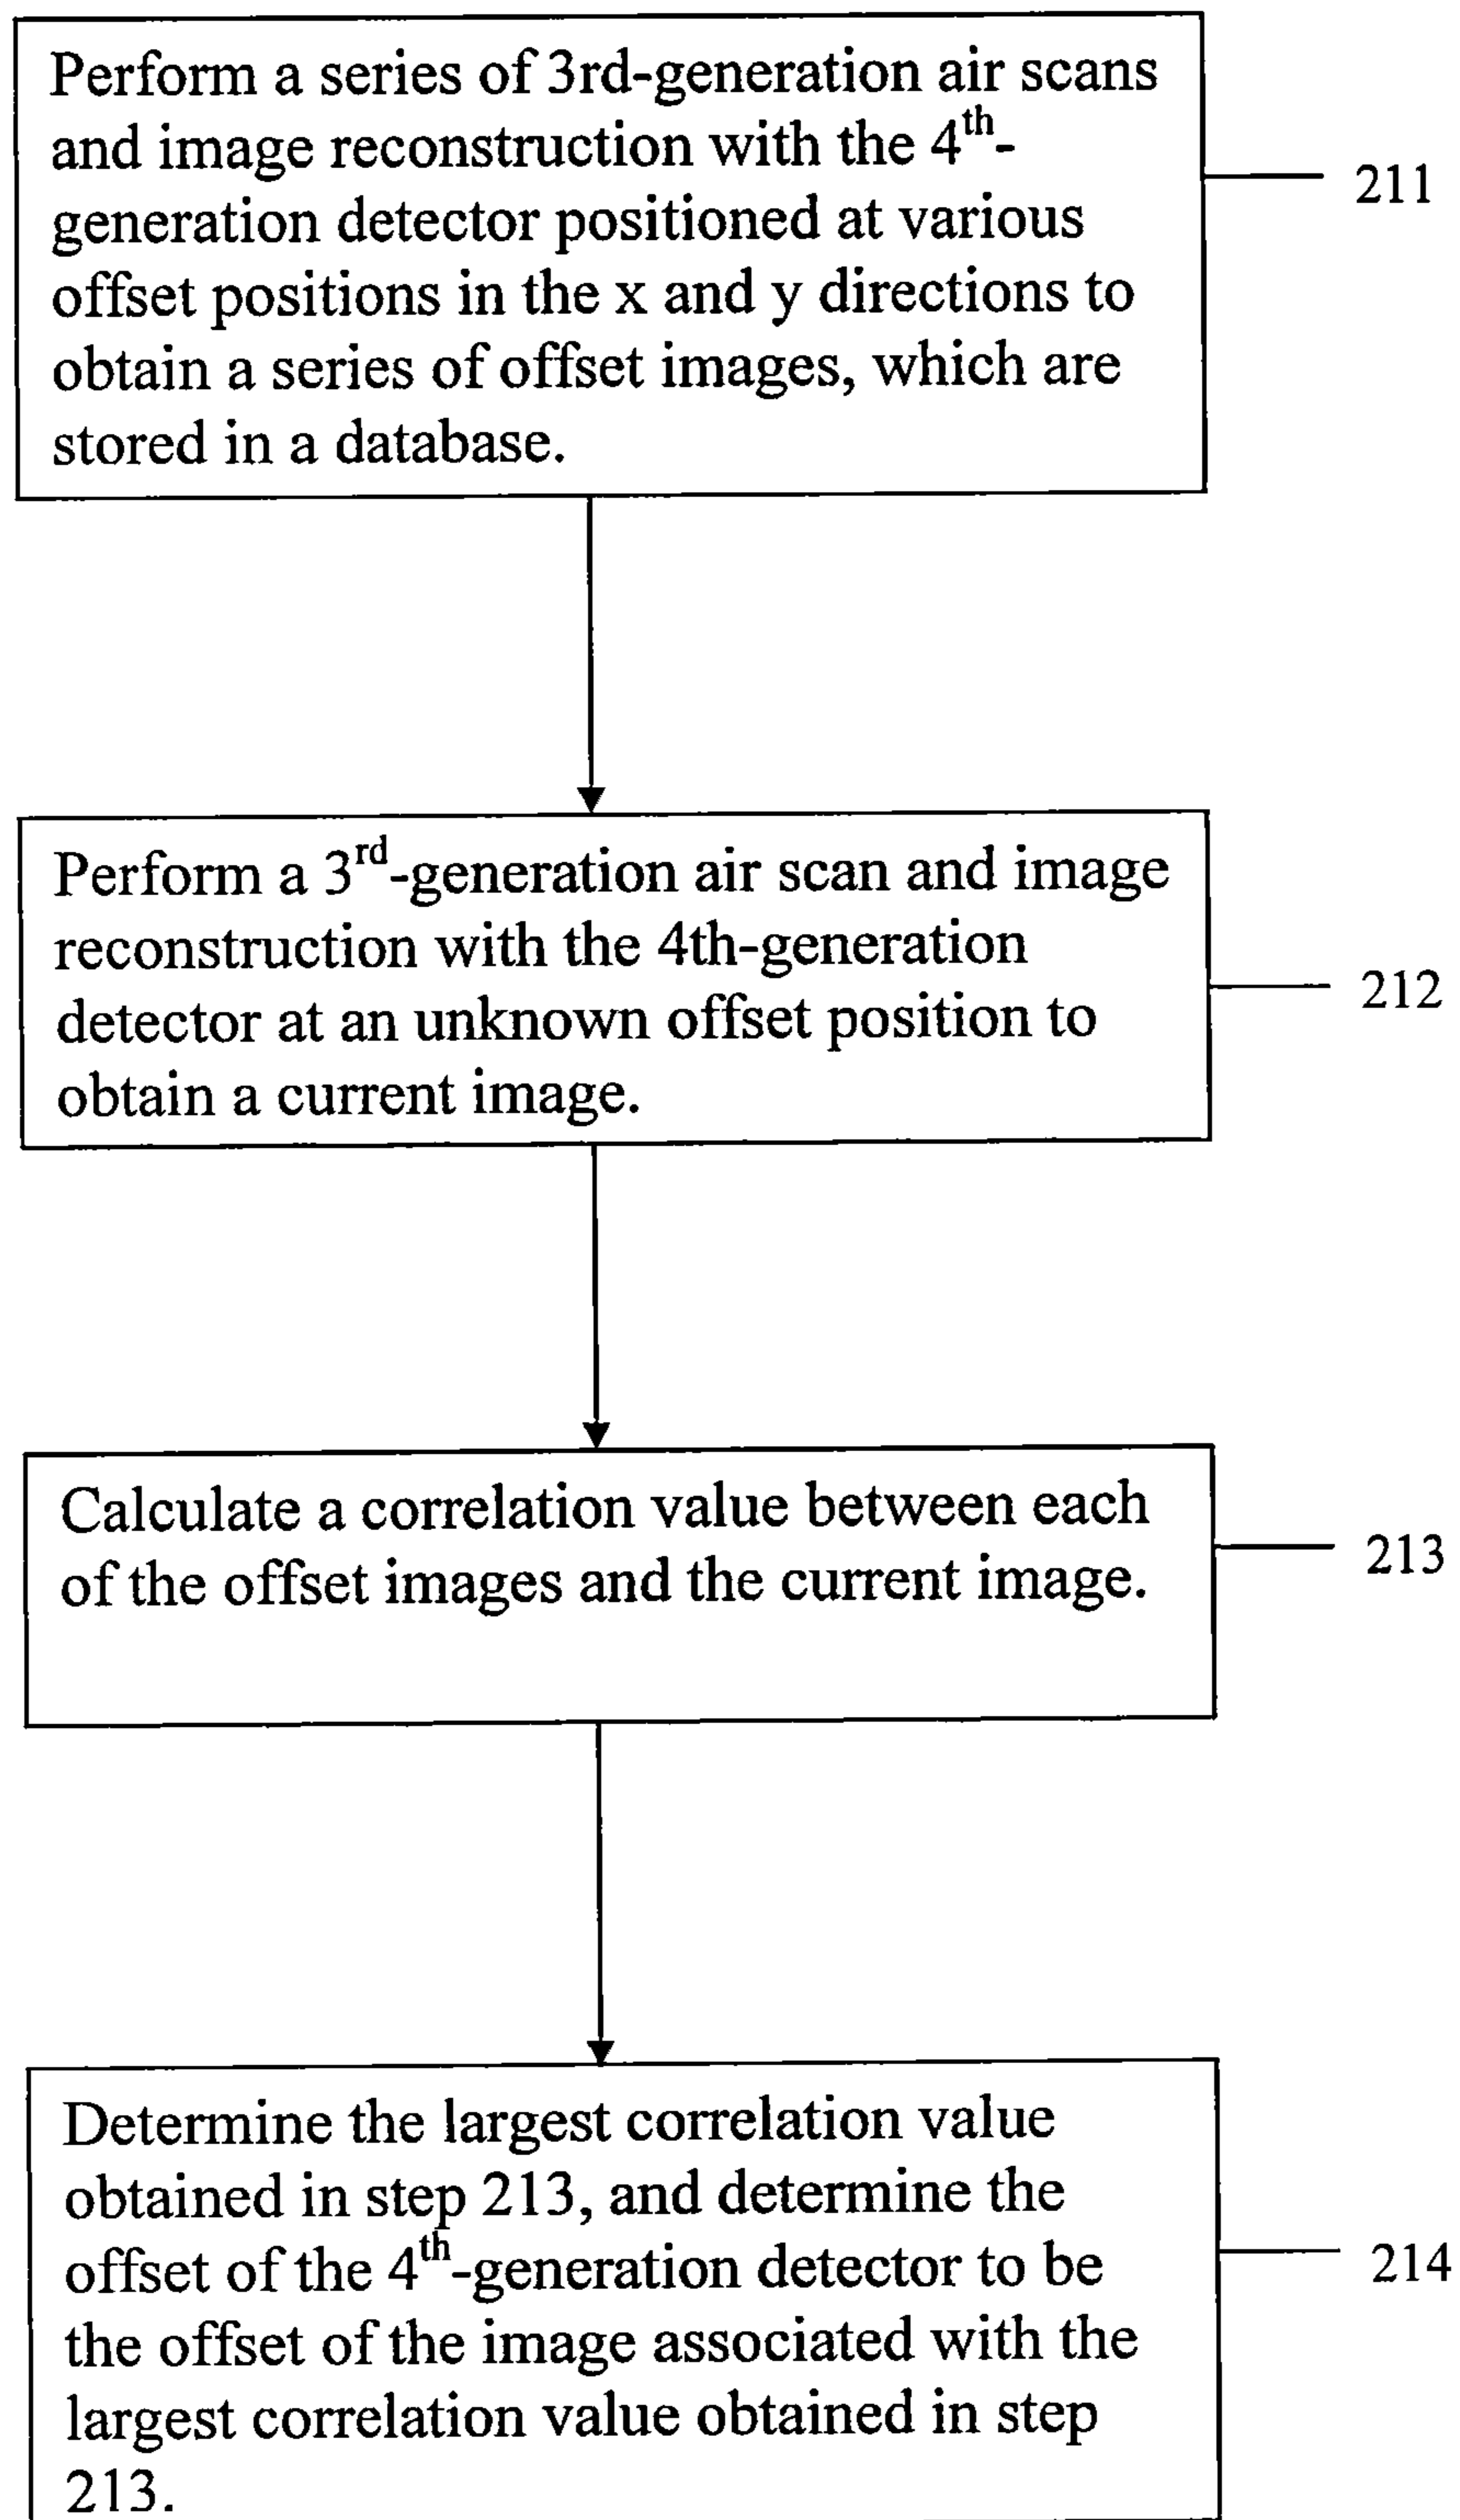 Perform a series of 3rd-generation air scans
and image reconstruction with the 4th-
generation detector positioned at various
offset positions in the x and y directions to
obtain a series of offset images, which are
stored in a database.
211
Perform a 3rd-generation air scan and image
reconstruction with the 4th-generation
detector at an unknown offset position to
obtain a current image.
212
Calculate a correlation value between each
of the offset images and the current image.
213
Determine the largest correlation value
obtained in step 213, and determine the
offset of the 4th-generation detector to be
the offset of the image associated with the
largest correlation value obtained in step
213.
214